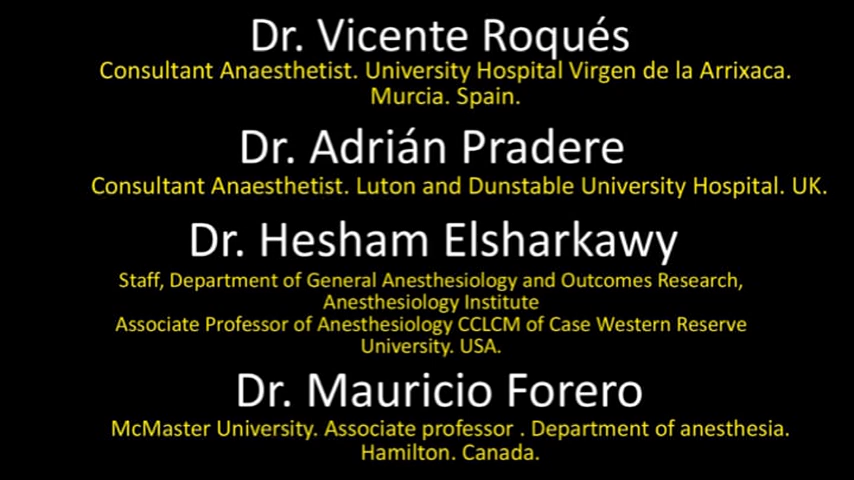 Dr. Vicente Roqués
Consultant Anaesthetist. University Hospital Virgen de la Arrixaca.
Murcia. Spain.
Dr. Adrián Pradere
Consultant Anaesthetist. Luton and Dunstable University Hospital. UK.
Dr. Hesham Elsharkawy
Staff, Department of General Anesthesiology and Outcomes Research,
Anesthesiology Institute
Associate Professor of Anesthesiology CCLCM of Case Western Reserve
University. USA.
Dr. Mauricio Forero
McMaster University. Associate professor . Department of anesthesia.
Hamilton. Canada.